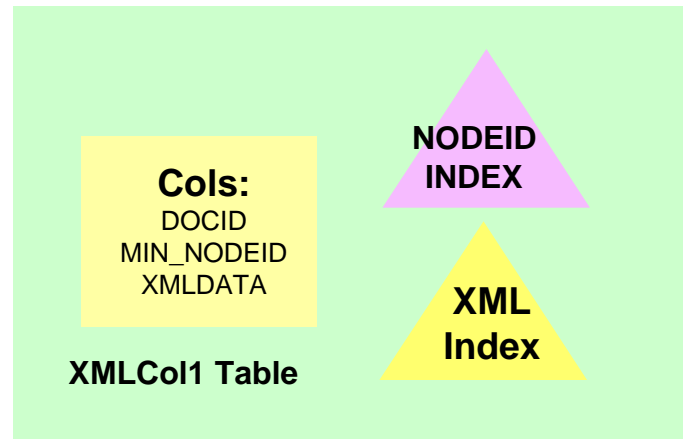 Cols:
DOCID
MIN_NODEID
XMLDATA
XMLCol1 Table
NODEID
INDEX
XML
Index